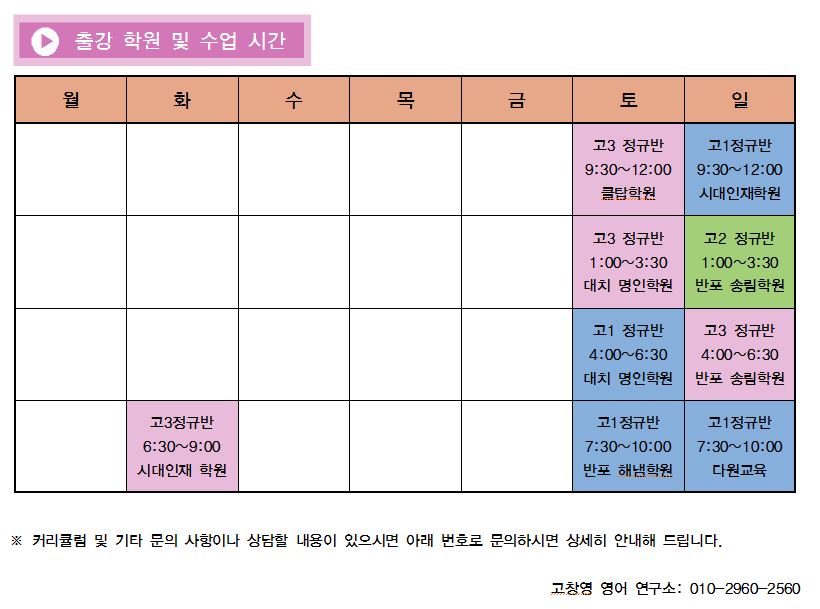 출강 학원 및 수업 시간
월 화 수 목 금 토 일
고3 정규반
9:30~12:00
클탑학원
고1정규반
9:30~12:00
시대인재학원
고3 정규반
1:00~3:30
대치 명인학원
고2 정규반
1:00~3:30
반포 송림학원
고1 정규반
4:00~6:30
대치 명인학원
고3 정규반
4:00~6:30
반포 송림학원
고3정규반
6:30~9:00
시대인재 학원
고1정규반
7:30~10:00
반포 해냄학원
고1정규반
7:30~10:00
다원교육
※ 커리큘럼 및 기타 문의 사항이나 상담할 내용이 있으시면 아래 번호로 문의하시면 상세히 안내해 드립니다.
고창영 영어 연구소: 010-2960-2560